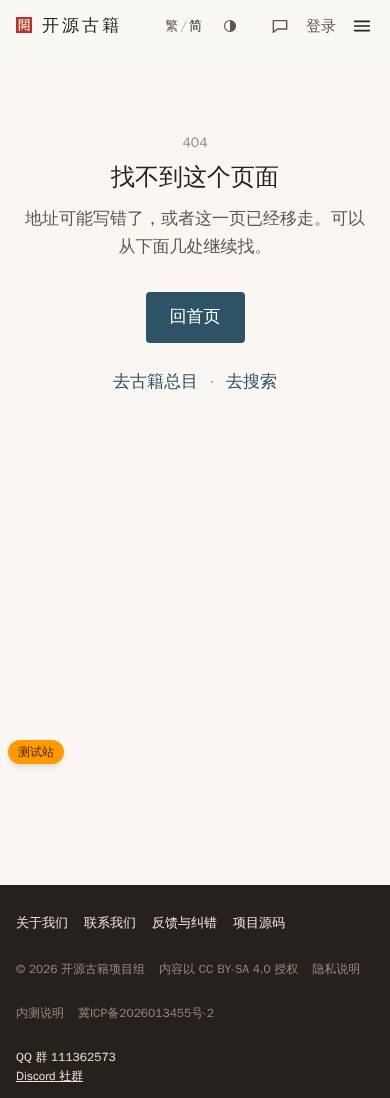 開 开源古籍 繁 / 简 登录
404
找不到这个页面
地址可能写错了，或者这一页已经移走。可以
从下面几处继续找。
回首页
去古籍总目 · 去搜索
测试站
关于我们 联系我们 反馈与纠错 项目源码
© 2026 开源古籍项目组 内容以 CC BY-SA 4.0 授权 隐私说明
内测说明 冀ICP备2026013455号-2
QQ 群 111362573
Discord 社群